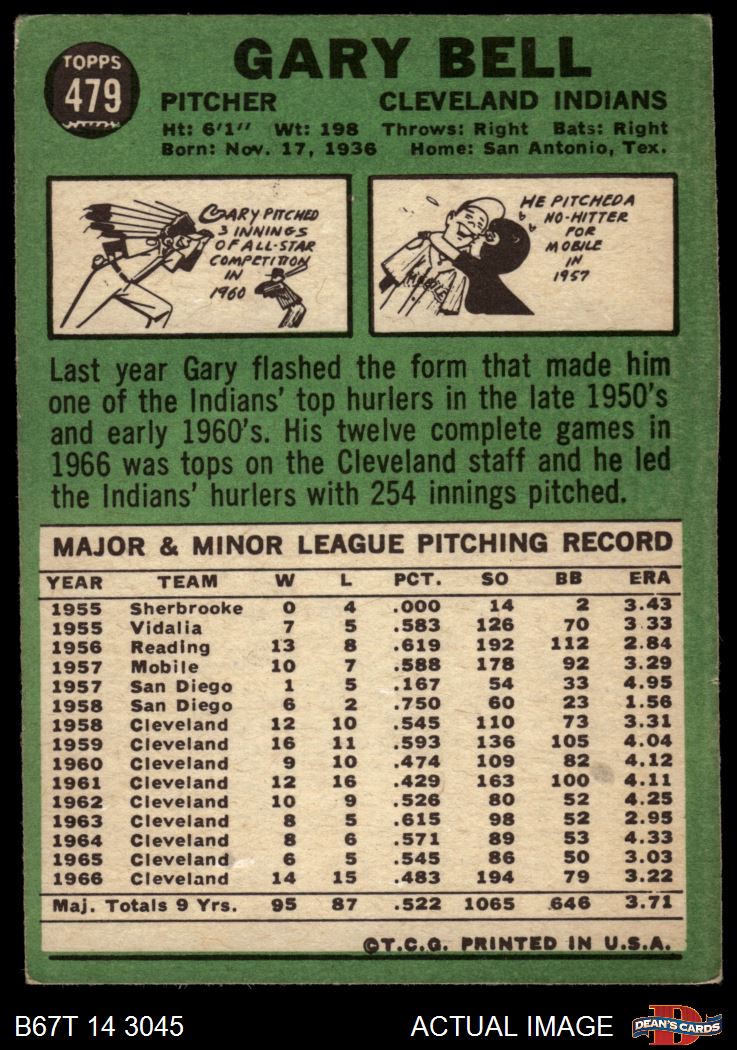 TOPPS
479
GARY BELL
PITCHER CLEVELAND INDIANS
Ht: 6'1" Wt: 198 Throws: Right Bats: Right
Born: Nov. 17, 1936 Home: San Antonio, Tex.
GARY PITCHED
3 INNINGS
OF ALL-STAR
COMPETITION
IN
1960
HE PITCHED A
NO-HITTER
FOR
MOBILE
IN
1957
MOBILE
Last year Gary flashed the form that made him
one of the Indians' top hurlers in the late 1950's
and early 1960's. His twelve complete games in
1966 was tops on the Cleveland staff and he led
the Indians' hurlers with 254 innings pitched.
MAJOR & MINOR LEAGUE PITCHING RECORD
YEAR TEAM W L PCT. SO BB ERA
1955 Sherbrooke 0 4 .000 14 2 3.43
1955 Vidalia 7 5 .583 126 70 3.33
1956 Reading 13 8 .619 192 112 2.84
1957 Mobile 10 7 .588 178 92 3.29
1957 San Diego 1 5 .167 54 33 4.95
1958 San Diego 6 2 .750 60 23 1.56
1958 Cleveland 12 10 .545 110 73 3.31
1959 Cleveland 16 11 .593 136 105 4.04
1960 Cleveland 9 10 .474 109 82 4.12
1961 Cleveland 12 16 .429 163 100 4.11
1962 Cleveland 10 9 .526 80 52 4.25
1963 Cleveland 8 5 .615 98 52 2.95
1964 Cleveland 8 6 .571 89 53 4.33
1965 Cleveland 6 5 .545 86 50 3.03
1966 Cleveland 14 15 .483 194 79 3.22
Maj. Totals 9 Yrs. 95 87 .522 1065 646 3.71
©T.C.G. PRINTED IN U.S.A.
B67T 14 3045 ACTUAL IMAGE
D
DEAN'S CARDS